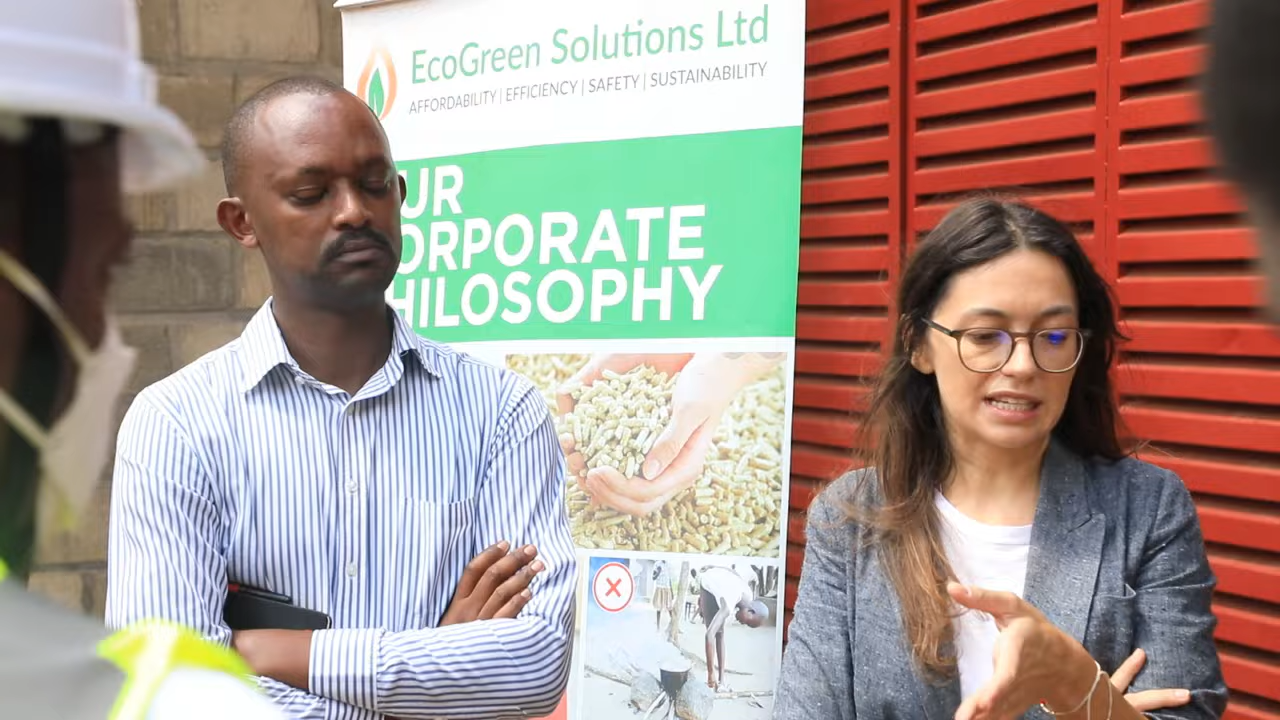 EcoGreen Solutions Ltd
AFFORDABILITY | EFFICIENCY | SAFETY | SUSTAINABILITY
UR
ORPORATE
HILOSOPHY